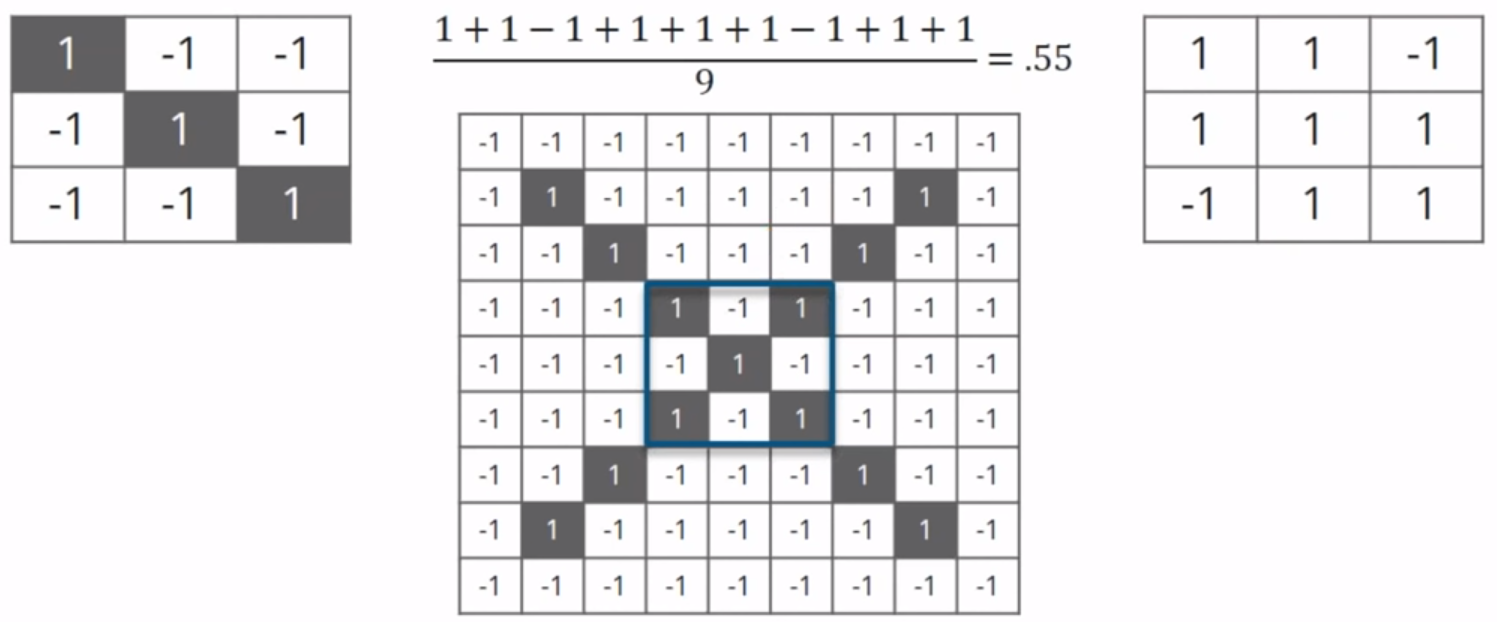 1 -1 -1
-1 1 -1
-1 -1 1
1 + 1 − 1 + 1 + 1 + 1 − 1 + 1 + 1
9
= .55
-1 -1 -1 -1 -1 -1 -1 -1 -1
-1 1 -1 -1 -1 -1 -1 1 -1
-1 -1 1 -1 -1 -1 1 -1 -1
-1 -1 -1 1 -1 1 -1 -1 -1
-1 -1 -1 -1 1 -1 -1 -1 -1
-1 -1 -1 1 -1 1 -1 -1 -1
-1 -1 1 -1 -1 -1 1 -1 -1
-1 1 -1 -1 -1 -1 -1 1 -1
-1 -1 -1 -1 -1 -1 -1 -1 -1
1 1 -1
1 1 1
-1 1 1